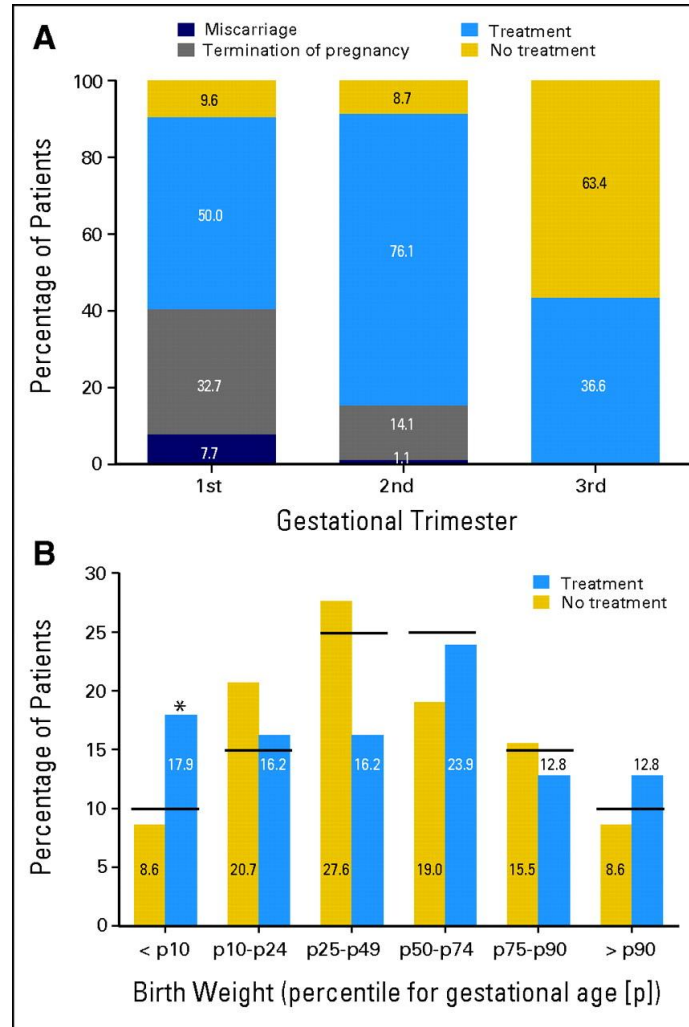 A
Miscarriage
Treatment
Termination of pregnancy
No treatment
Percentage of Patients
100
80
60
40
20
0
9.6
50.0
32.7
7.7
8.7
76.1
14.1
1.1
63.4
36.6
1st
2nd
3rd
Gestational Trimester
B
Treatment
No treatment
Percentage of Patients
30
25
20
15
10
5
0
8.6
*
17.9
20.7
16.2
27.6
16.2
19.0
23.9
15.5
12.8
8.6
12.8
< p10
p10-p24
p25-p49
p50-p74
p75-p90
> p90
Birth Weight (percentile for gestational age [p])